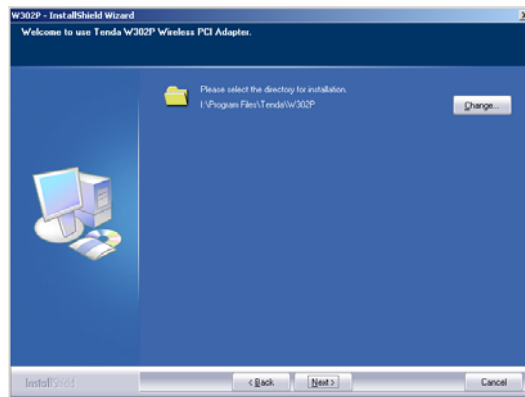 W302P - InstallShield Wizard
Welcome to use Tenda W302P Wireless PCI Adapter.
Please select the directory for installation.
I:\Program Files\Tenda\W302P
Change...
InstallShield
< Back
Next >
Cancel